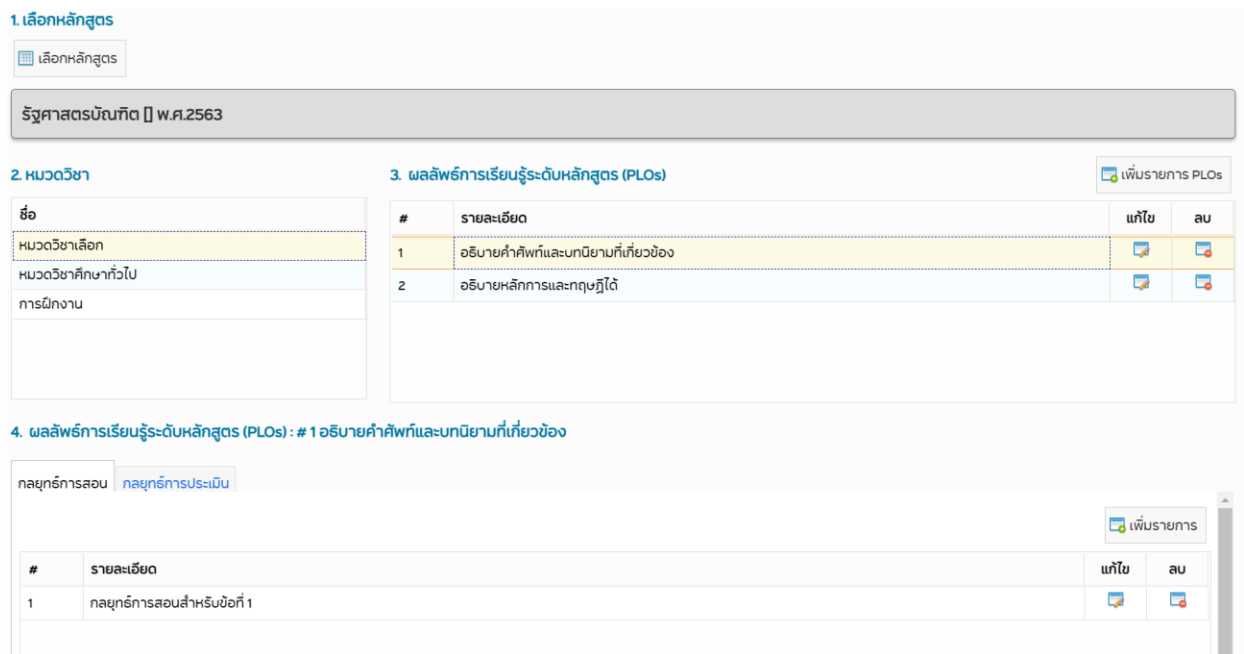 1. เลือกหลักสูตร
เลือกหลักสูตร
รัฐศาสตรบัณฑิต [] พ.ศ.2563
2. หมวดวิชา
ชื่อ
หมวดวิชาเลือก
หมวดวิชาศึกษาทั่วไป
การฝึกงาน
3. ผลลัพธ์การเรียนรู้ระดับหลักสูตร (PLOs)
เพิ่มรายการ PLOs
# รายละเอียด แก้ไข ลบ
1 อธิบายคำศัพท์และบทนิยามที่เกี่ยวข้อง
2 อธิบายหลักการและทฤษฎีได้
4. ผลลัพธ์การเรียนรู้ระดับหลักสูตร (PLOs) : # 1 อธิบายคำศัพท์และบทนิยามที่เกี่ยวข้อง
กลยุทธ์การสอน กลยุทธ์การประเมิน
เพิ่มรายการ
# รายละเอียด แก้ไข ลบ
1 กลยุทธ์การสอนสำหรับข้อที่ 1